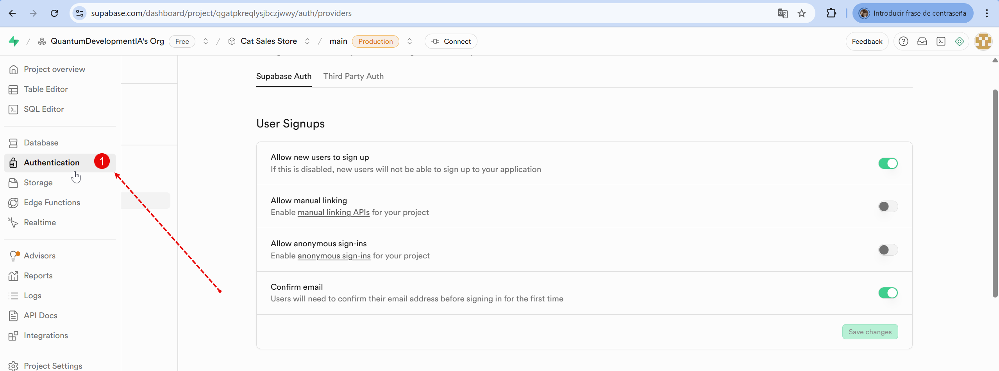 supabase.com/dashboard/project/qgatpkreqlysjbczjwwy/auth/providers
Introducir frase de contraseña
/ QuantumDevelopmentIA's Org Free / Cat Sales Store / main Production Connect
Feedback
Project overview
Table Editor
SQL Editor
Database
Authentication 1
Storage
Edge Functions
Realtime
Advisors
Reports
Logs
API Docs
Integrations
Project Settings
Supabase Auth Third Party Auth
User Signups
Allow new users to sign up
If this is disabled, new users will not be able to sign up to your application
Allow manual linking
Enable manual linking APIs for your project
Allow anonymous sign-ins
Enable anonymous sign-ins for your project
Confirm email
Users will need to confirm their email address before signing in for the first time
Save changes